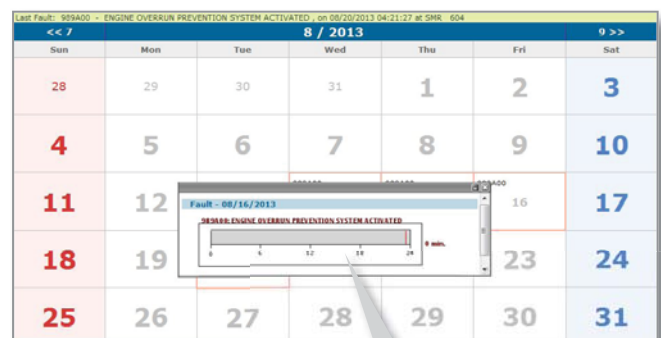 Last Fault: 989A00 - ENGINE OVERRUN PREVENTION SYSTEM ACTIVATED , on 08/20/2013 04:21:27 at SMR 604
<< 7 8 / 2013 9 >>
Sun Mon Tue Wed Thu Fri Sat
28 29 30 31 1 2 3
4 5 6 7 8 9 10
11 12 16 17
Fault - 08/16/2013
989A00: ENGINE OVERRUN PREVENTION SYSTEM ACTIVATED
0 min.
0 6 12 18 24
18 19 23 24
25 26 27 28 29 30 31